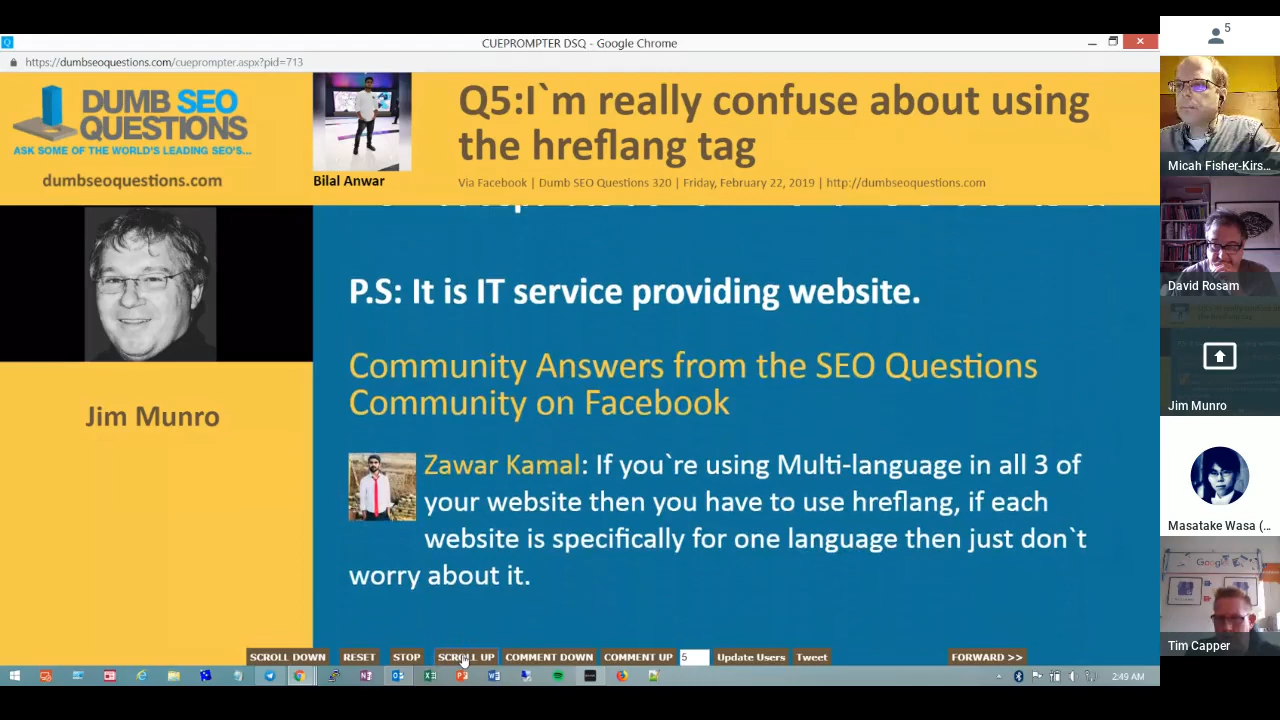 CUEPROMPTER DSQ - Google Chrome
https://dumbseoquestions.com/cueprompter.aspx?pid=713
DUMB SEO
QUESTIONS
ASK SOME OF THE WORLD'S LEADING SEO'S...
dumbseoquestions.com
Bilal Anwar
Q5:I`m really confuse about using
the hreflang tag
Via Facebook | Dumb SEO Questions 320 | Friday, February 22, 2019 | http://dumbseoquestions.com
Jim Munro
P.S: It is IT service providing website.
Community Answers from the SEO Questions
Community on Facebook
Zawar Kamal: If you`re using Multi-language in all 3 of
your website then you have to use hreflang, if each
website is specifically for one language then just don`t
worry about it.
SCROLL DOWN RESET STOP SCROLL UP COMMENT DOWN COMMENT UP 5 Update Users Tweet FORWARD >>
2:49 AM
5
Micah Fisher-Kirs...
David Rosam
Jim Munro
Masatake Wasa (...
Google
Tim Capper